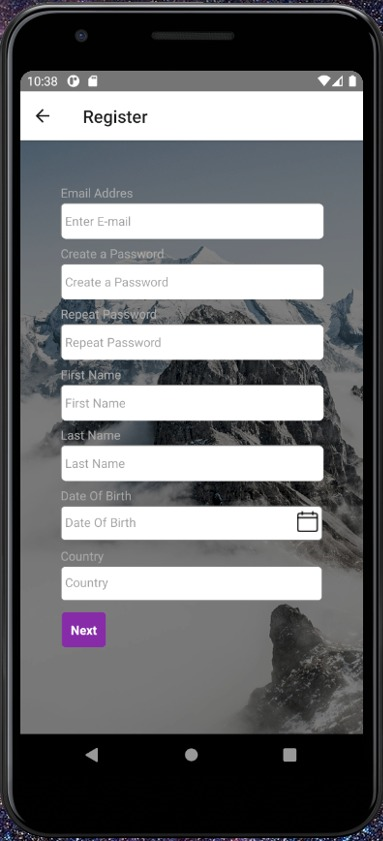 10:38
Register
Email Addres
Enter E-mail
Create a Password
Create a Password
Repeat Password
Repeat Password
First Name
First Name
Last Name
Last Name
Date Of Birth
Date Of Birth
Country
Country
Next